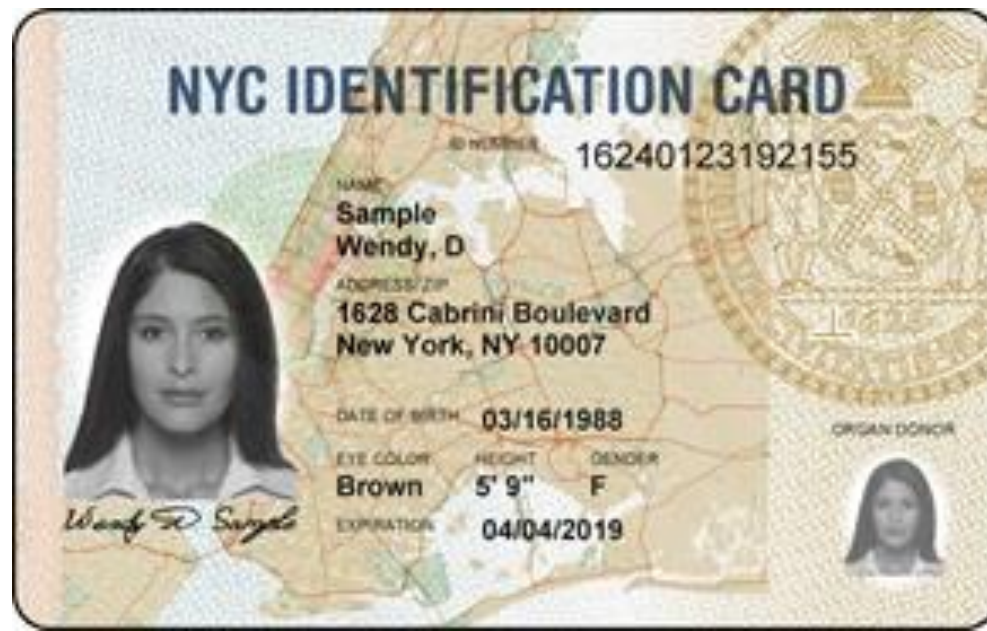 NYC IDENTIFICATION CARD
ID NUMBER 16240123192155
NAME
Sample
Wendy, D
ADDRESS/ZIP
1628 Cabrini Boulevard
New York, NY 10007
DATE OF BIRTH 03/16/1988
ORGAN DONOR
EYE COLOR HEIGHT GENDER
Brown 5' 9" F
EXPIRATION 04/04/2019
Wendy D Sample